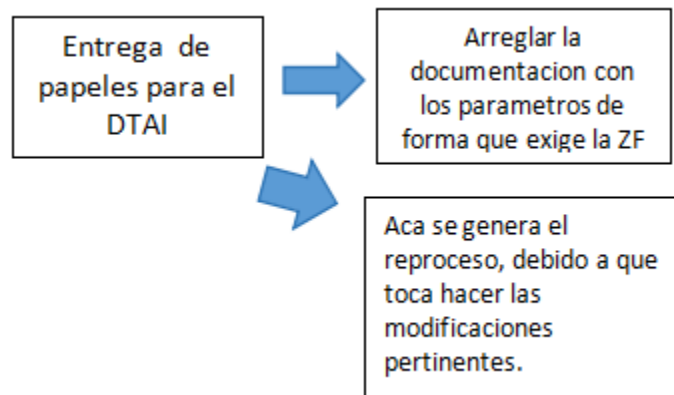 Entrega de
papeles para el
DTAI
Arreglar la
documentacion con
los parametros de
forma que exige la ZF
Aca se genera el
reproceso, debido a que
toca hacer las
modificaciones
pertinentes.